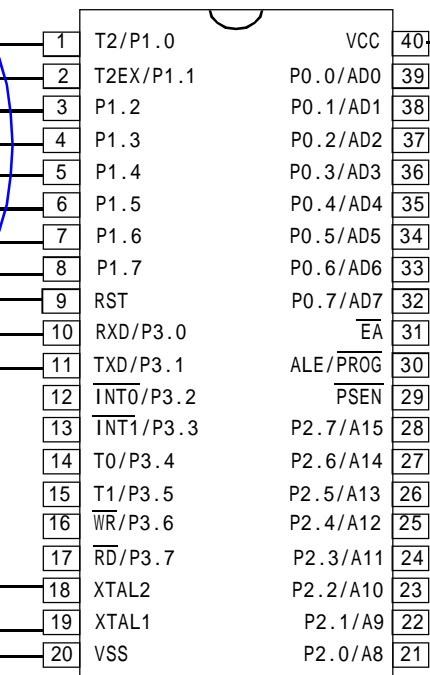 1 T2/P1.0 VCC 40
2 T2EX/P1.1 P0.0/AD0 39
3 P1.2 P0.1/AD1 38
4 P1.3 P0.2/AD2 37
5 P1.4 P0.3/AD3 36
6 P1.5 P0.4/AD4 35
7 P1.6 P0.5/AD5 34
8 P1.7 P0.6/AD6 33
9 RST P0.7/AD7 32
10 RXD/P3.0 EA 31
11 TXD/P3.1 ALE/PROG 30
12 INT0/P3.2 PSEN 29
13 INT1/P3.3 P2.7/A15 28
14 T0/P3.4 P2.6/A14 27
15 T1/P3.5 P2.5/A13 26
16 WR/P3.6 P2.4/A12 25
17 RD/P3.7 P2.3/A11 24
18 XTAL2 P2.2/A10 23
19 XTAL1 P2.1/A9 22
20 VSS P2.0/A8 21